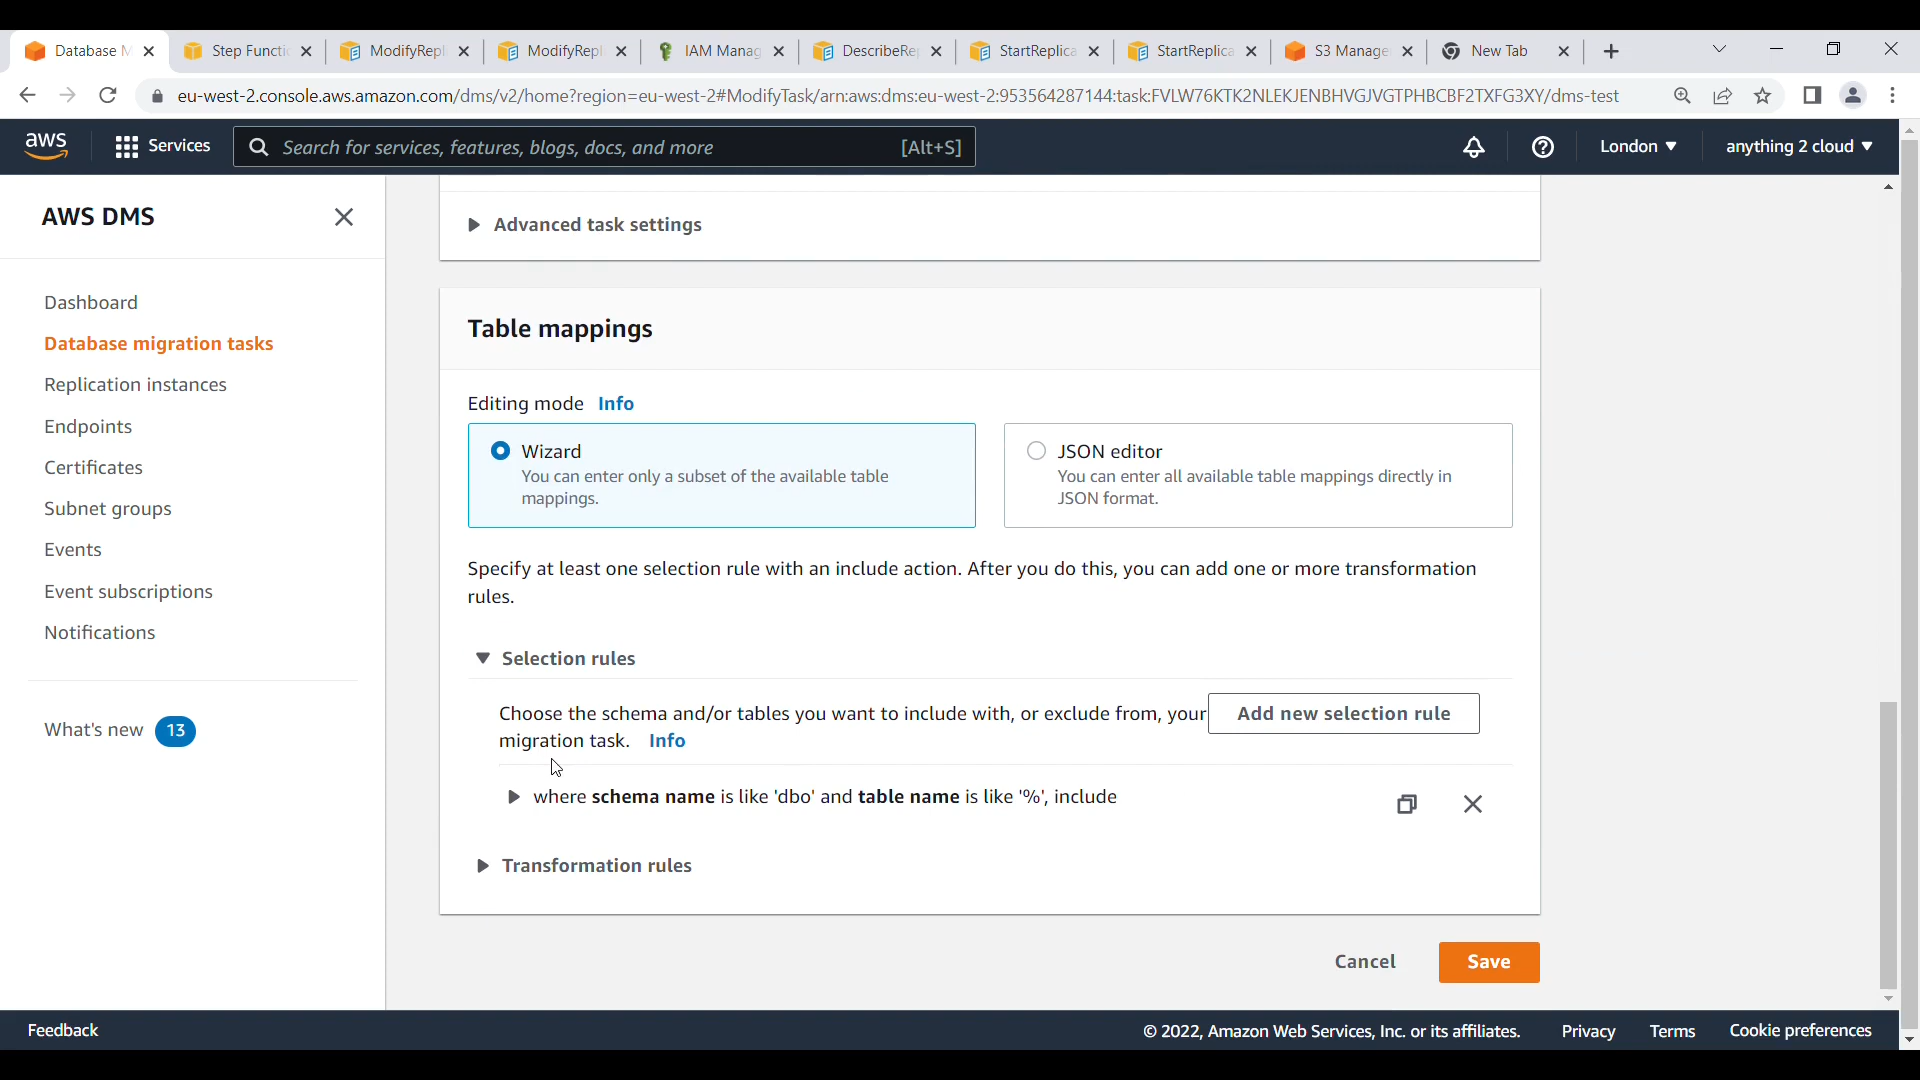 Database M
Step Functi
ModifyRepl
ModifyRepl
IAM Manag
DescribeRep
StartReplica
StartReplica
S3 Manage
New Tab
eu-west-2.console.aws.amazon.com/dms/v2/home?region=eu-west-2#ModifyTask/arn:aws:dms:eu-west-2:953564287144:task:FVLW76KTK2NLEKJENBHVGJVGTPHBCBF2TXFG3XY/dms-test
aws
Services
Search for services, features, blogs, docs, and more
[Alt+S]
London
anything 2 cloud
AWS DMS
Dashboard
Database migration tasks
Replication instances
Endpoints
Certificates
Subnet groups
Events
Event subscriptions
Notifications
What's new
13
Advanced task settings
Table mappings
Editing mode Info
Wizard
You can enter only a subset of the available table
mappings.
JSON editor
You can enter all available table mappings directly in
JSON format.
Specify at least one selection rule with an include action. After you do this, you can add one or more transformation
rules.
Selection rules
Choose the schema and/or tables you want to include with, or exclude from, your
migration task. Info
Add new selection rule
where schema name is like 'dbo' and table name is like '%', include
Transformation rules
Cancel
Save
Feedback
© 2022, Amazon Web Services, Inc. or its affiliates.
Privacy
Terms
Cookie preferences